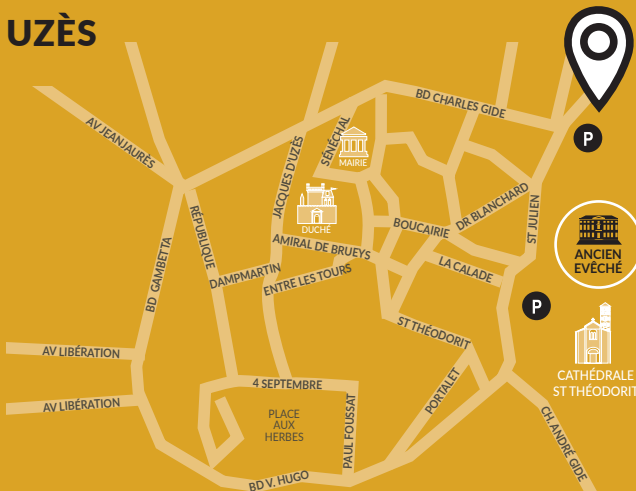 UZÈS
BD CHARLES GIDE
P
AV JEAN JAURÈS
SÉNÉCHAL
MAIRIE
JACQUES D'UZÈS
DUCHÉ
DR BLANCHARD
ST JULIEN
RÉPUBLIQUE
BOUCAIRIE
AMIRAL DE BRUEYS
BD GAMBETTA
ANCIEN
EVÊCHÉ
LA CALADE
DAMPMARTIN
ENTRE LES TOURS
P
ST THÉODORIT
AV LIBÉRATION
CATHÉDRALE
ST THÉODORIT
4 SEPTEMBRE
PORTALET
AV LIBÉRATION
PLACE
AUX
HERBES
PAUL FOUSSAT
CH. ANDRÉ GIDE
BD V. HUGO